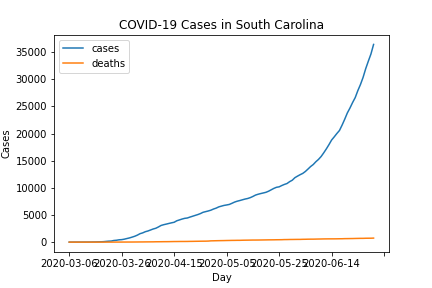 COVID-19 Cases in South Carolina
cases
deaths
35000
30000
25000
20000
15000
10000
5000
0
Cases
2020-03-06 2020-03-26 2020-04-15 2020-05-05 2020-05-25 2020-06-14
Day